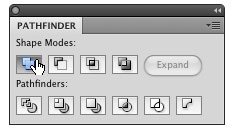 PATHFINDER
Shape Modes:
Expand
Pathfinders: